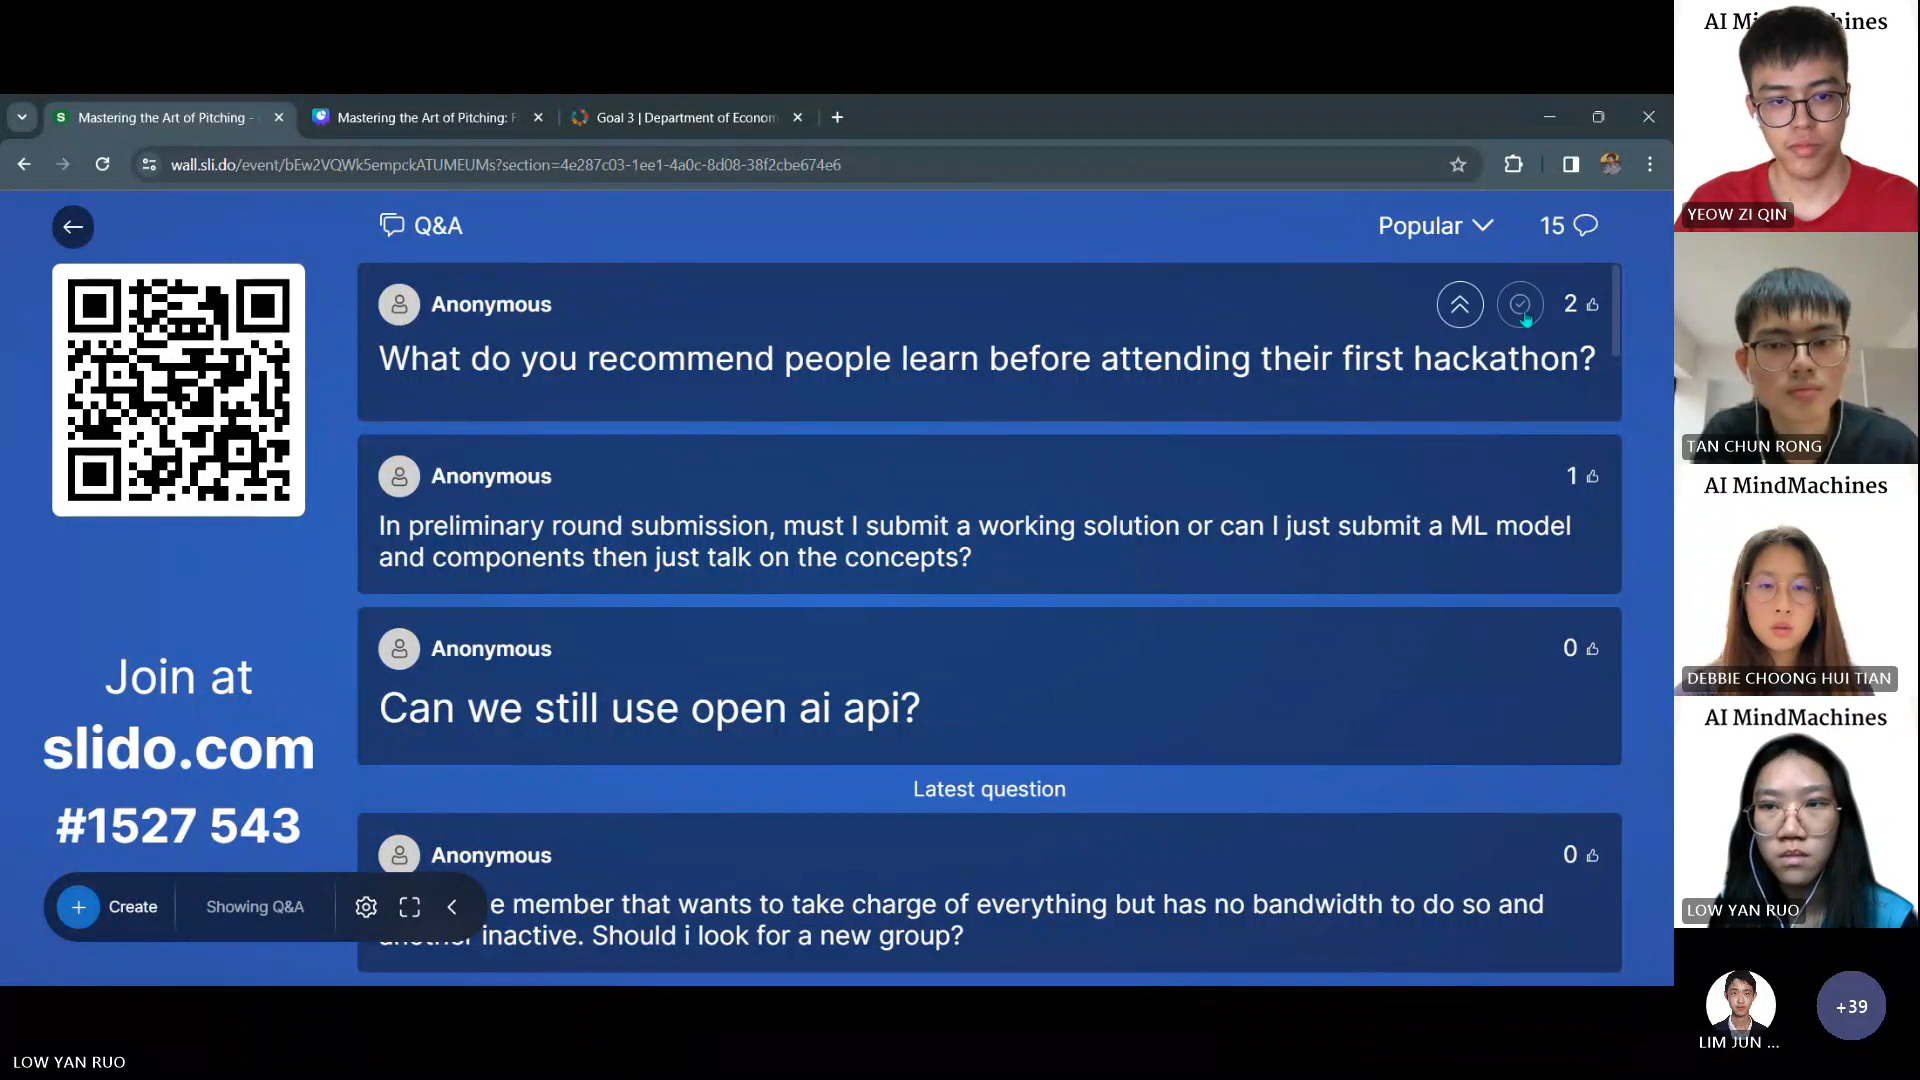 Mastering the Art of Pitching -
Mastering the Art of Pitching: F
Goal 3 | Department of Econom
wall.sli.do/event/bEw2VQWk5empckATUMEUMs?section=4e287c03-1ee1-4a0c-8d08-38f2cbe674e6
Q&A
Popular
15
Anonymous
2
What do you recommend people learn before attending their first hackathon?
Anonymous
1
In preliminary round submission, must I submit a working solution or can I just submit a ML model
and components then just talk on the concepts?
Anonymous
0
Can we still use open ai api?
Latest question
Anonymous
0
e member that wants to take charge of everything but has no bandwidth to do so and
another inactive. Should i look for a new group?
Join at
slido.com
#1527 543
Create
Showing Q&A
AI Mi hines
YEOW ZI QIN
TAN CHUN RONG
AI MindMachines
DEBBIE CHOONG HUI TIAN
AI MindMachines
LOW YAN RUO
+39
LIM JUN ...
LOW YAN RUO